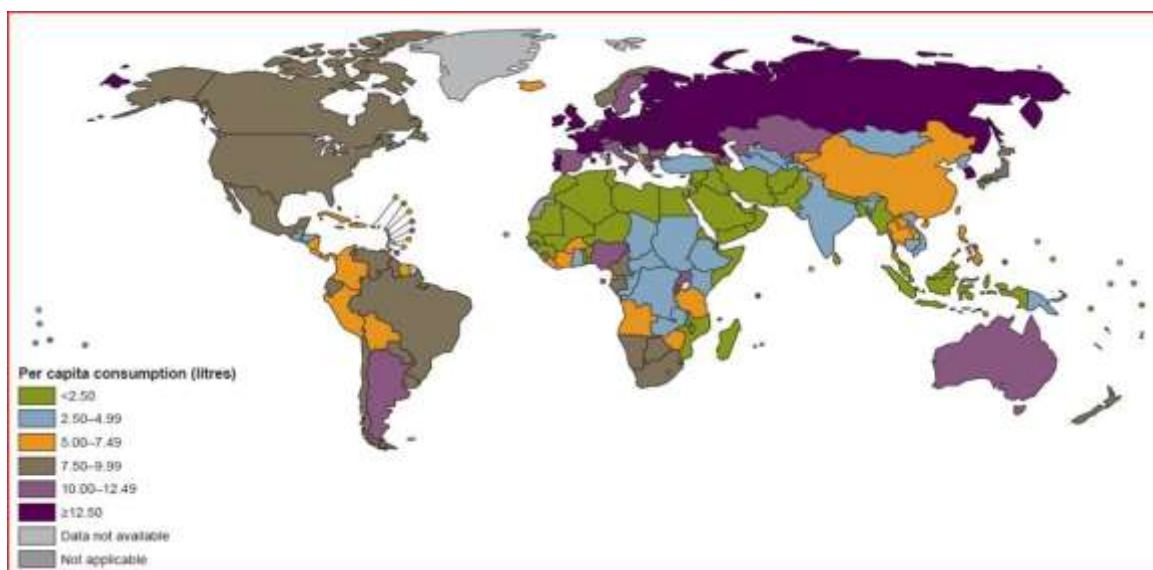 Per capita consumption (litres)
<2.50
2.50–4.99
5.00–7.49
7.50–9.99
10.00–12.49
≥12.50
Data not available
Not applicable